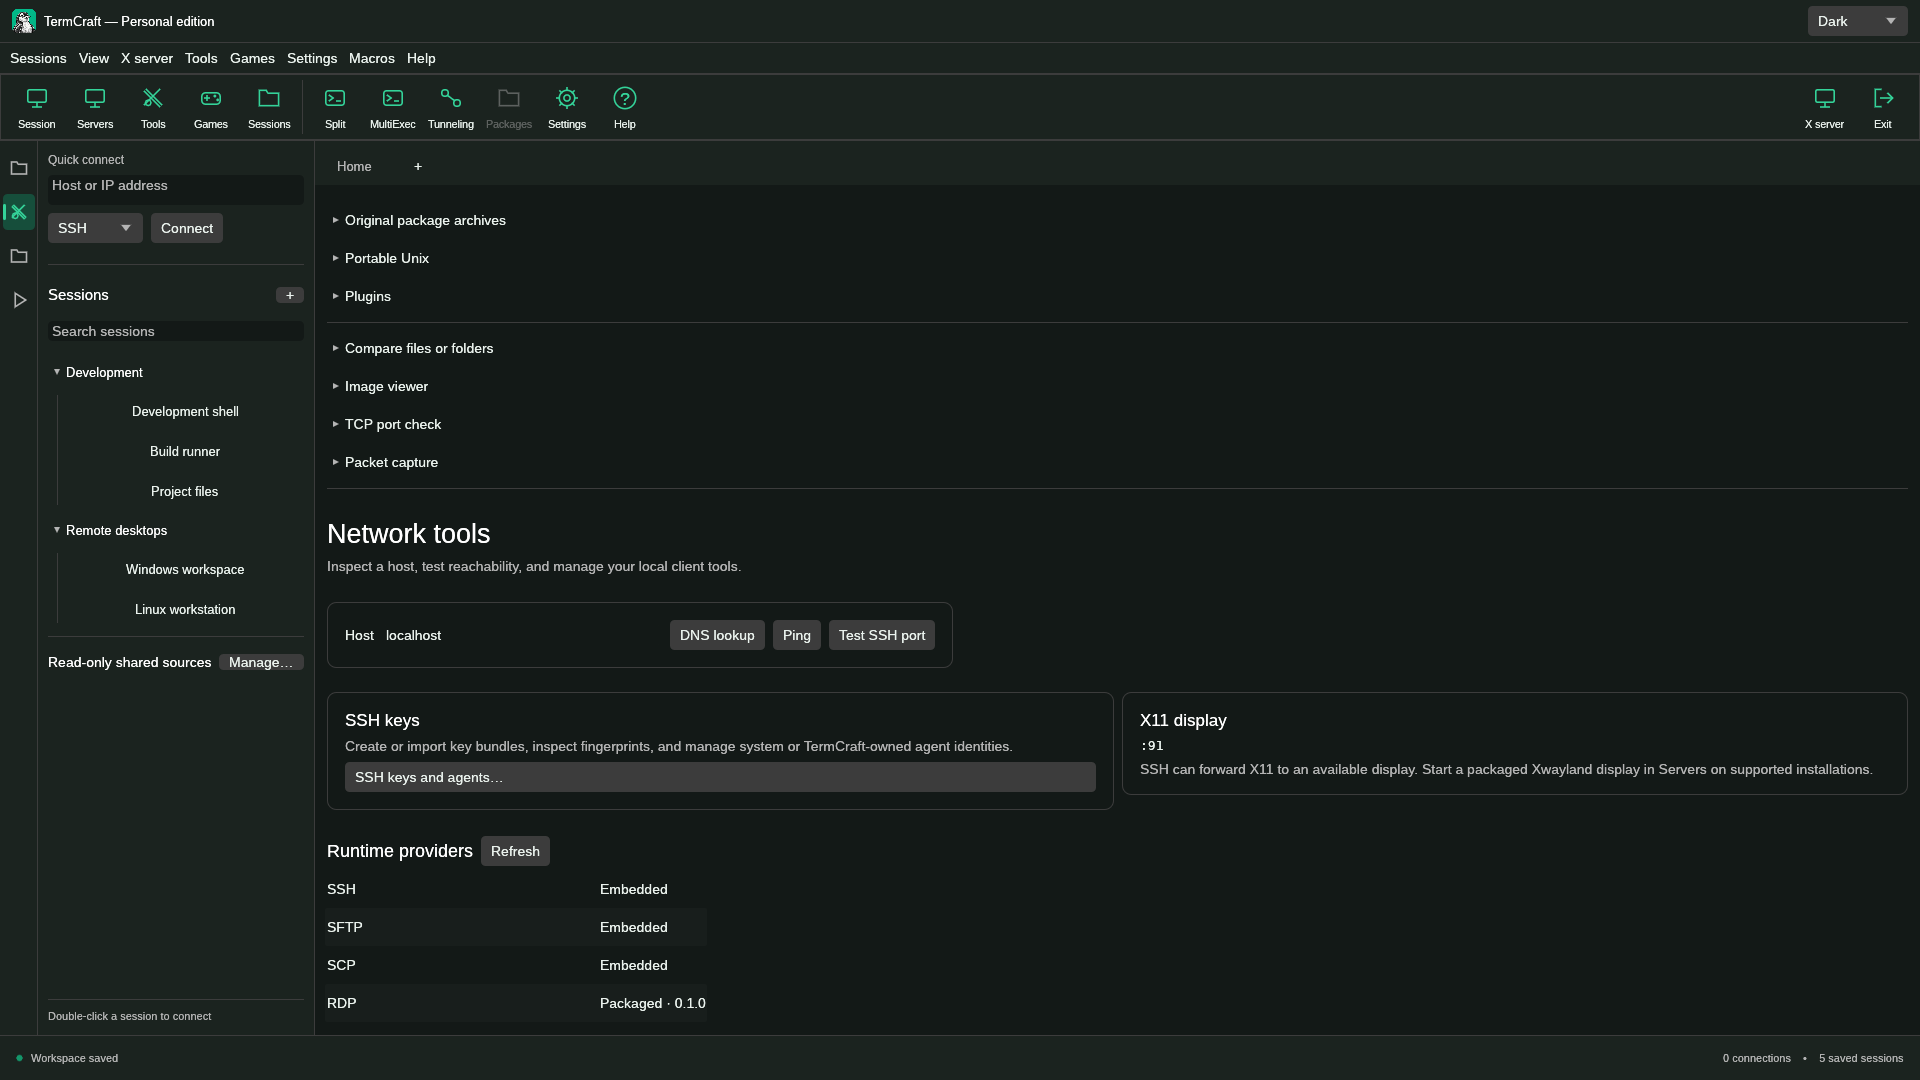 TermCraft — Personal edition
Dark
Sessions View X server Tools Games Settings Macros Help
Session Servers Tools Games Sessions Split MultiExec Tunneling Packages Settings Help X server Exit
Quick connect
Host or IP address
SSH Connect
Sessions +
Search sessions
Development
Development shell
Build runner
Project files
Remote desktops
Windows workspace
Linux workstation
Read-only shared sources Manage…
Double-click a session to connect
Home +
Original package archives
Portable Unix
Plugins
Compare files or folders
Image viewer
TCP port check
Packet capture
Network tools
Inspect a host, test reachability, and manage your local client tools.
Host localhost DNS lookup Ping Test SSH port
SSH keys
Create or import key bundles, inspect fingerprints, and manage system or TermCraft-owned agent identities.
SSH keys and agents…
X11 display
:91
SSH can forward X11 to an available display. Start a packaged Xwayland display in Servers on supported installations.
Runtime providers Refresh
SSH Embedded
SFTP Embedded
SCP Embedded
RDP Packaged · 0.1.0
Workspace saved
0 connections • 5 saved sessions